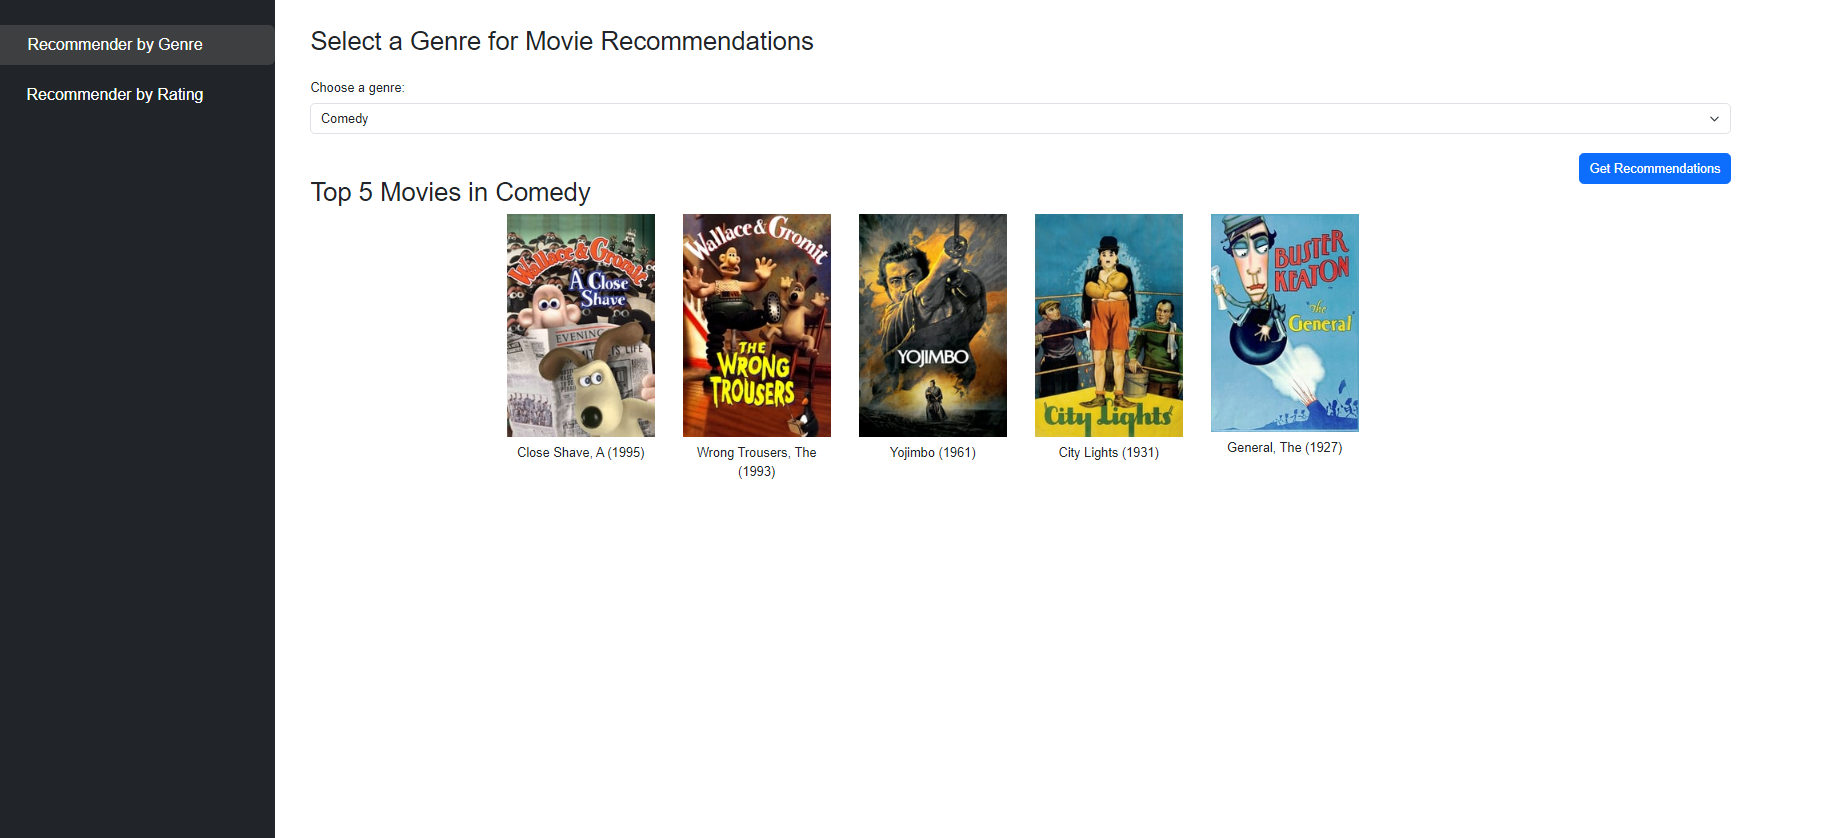 Recommender by Genre
Recommender by Rating
Select a Genre for Movie Recommendations
Choose a genre:
Comedy
Get Recommendations
Top 5 Movies in Comedy
Wallace & Gromit
A Close
Shave
EVENING
Close Shave, A (1995)
Wallace & Gromit
THE
WRONG
TROUSERS
Wrong Trousers, The
(1993)
YOJIMBO
Yojimbo (1961)
City Lights
City Lights (1931)
BUSTER
KEATON
"the
General"
General, The (1927)